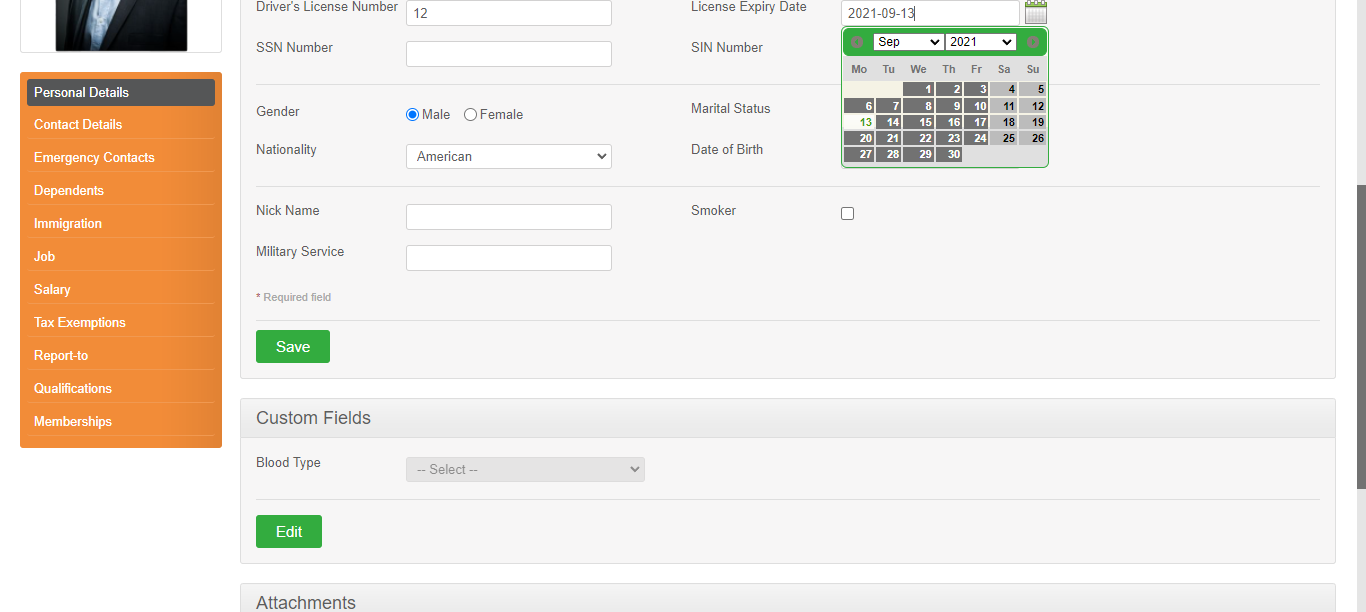 Driver's License Number 12 License Expiry Date 2021-09-13
SSN Number SIN Number
Sep 2021
Mo Tu We Th Fr Sa Su
1 2 3 4 5
6 7 8 9 10 11 12
13 14 15 16 17 18 19
20 21 22 23 24 25 26
27 28 29 30
Personal Details
Contact Details
Emergency Contacts
Dependents
Immigration
Job
Salary
Tax Exemptions
Report-to
Qualifications
Memberships
Gender Male Female Marital Status
Nationality American Date of Birth
Nick Name Smoker
Military Service
* Required field
Save
Custom Fields
Blood Type -- Select --
Edit
Attachments